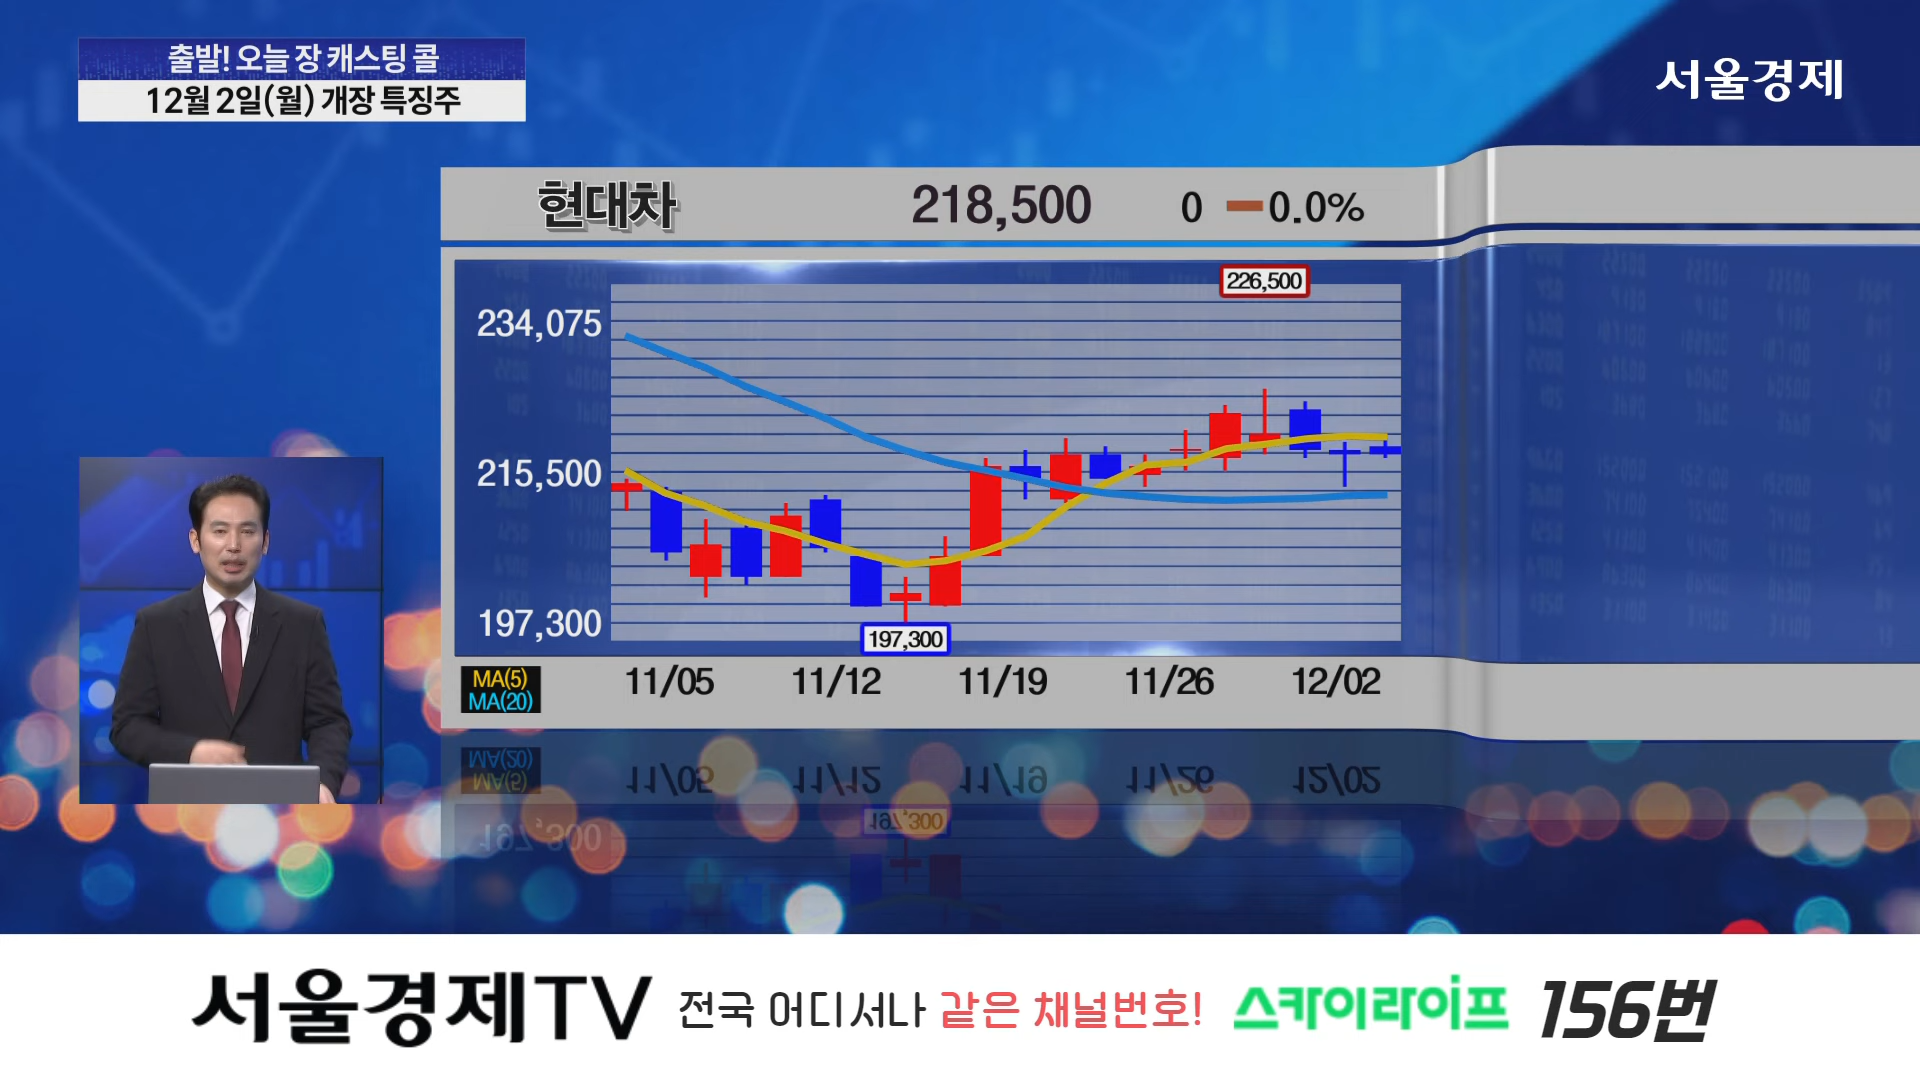 출발! 오늘 장 캐스팅 콜
12월 2일(월) 개장 특징주
서울경제
현대차 218,500 0 0.0%
226,500
234,075
215,500
197,300
197,300
MA(5)
MA(20)
11/05 11/12 11/19 11/26 12/02
서울경제TV 전국 어디서나 같은 채널번호! 스카이라이프 156번